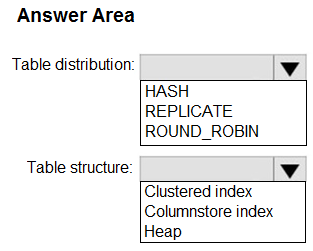 Answer Area
Table distribution:
HASH
REPLICATE
ROUND_ROBIN
Table structure:
Clustered index
Columnstore index
Heap